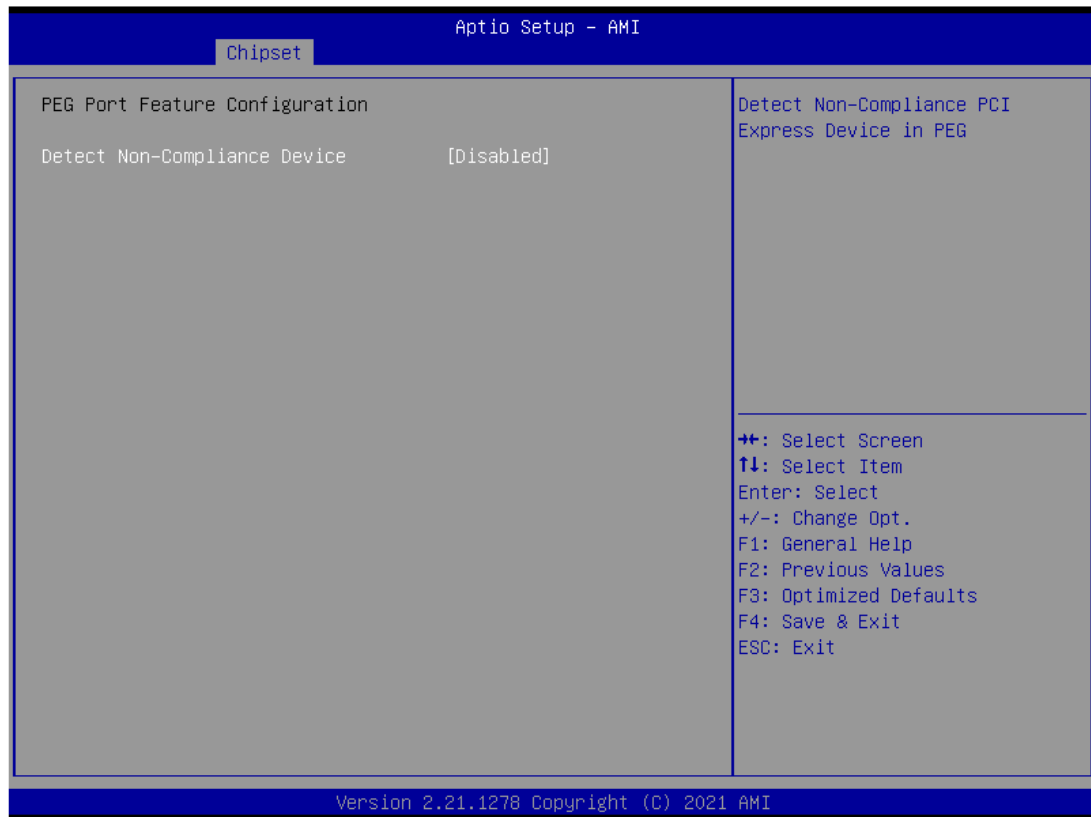 Aptio Setup – AMI
Chipset
PEG Port Feature Configuration
Detect Non-Compliance Device [Disabled]
Detect Non-Compliance PCI
Express Device in PEG
→←: Select Screen
↑↓: Select Item
Enter: Select
+/-: Change Opt.
F1: General Help
F2: Previous Values
F3: Optimized Defaults
F4: Save & Exit
ESC: Exit
Version 2.21.1278 Copyright (C) 2021 AMI